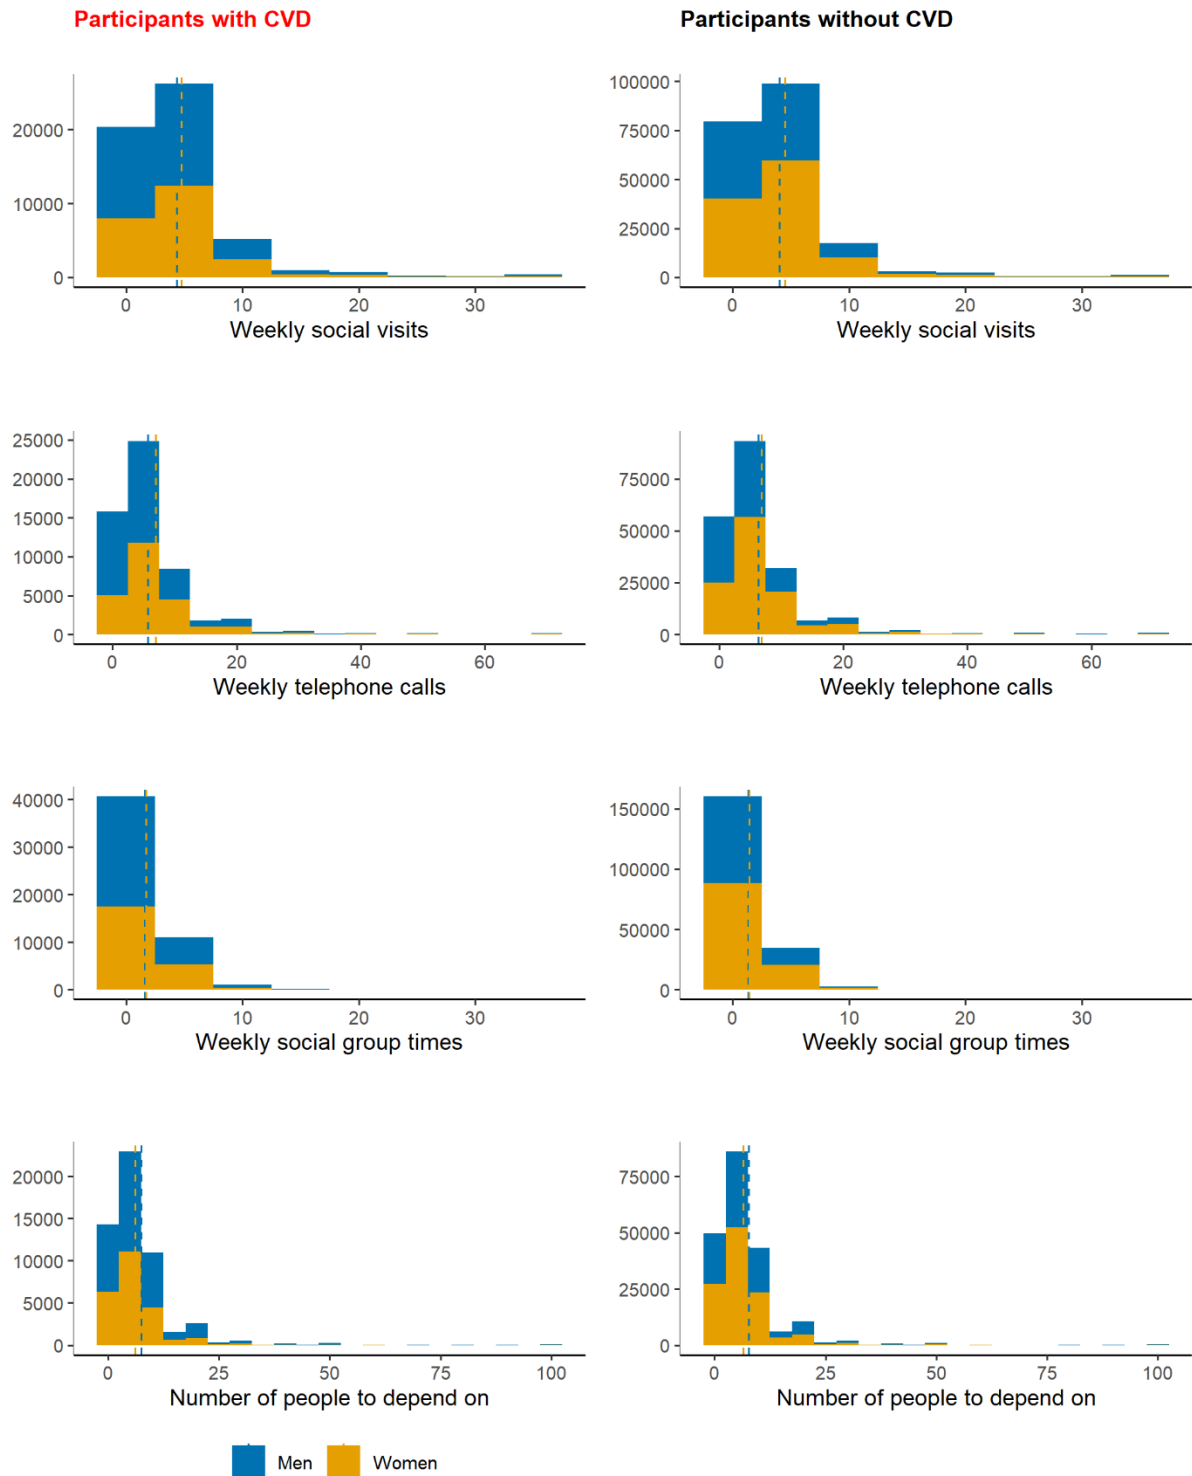 Participants with CVD
Participants without CVD
20000
10000
0
0 10 20 30
Weekly social visits
100000
75000
50000
25000
0
0 10 20 30
Weekly social visits
25000
20000
15000
10000
5000
0
0 20 40 60
Weekly telephone calls
75000
50000
25000
0
0 20 40 60
Weekly telephone calls
40000
30000
20000
10000
0
0 10 20 30
Weekly social group times
150000
100000
50000
0
0 10 20 30
Weekly social group times
20000
15000
10000
5000
0
0 25 50 75 100
Number of people to depend on
75000
50000
25000
0
0 25 50 75 100
Number of people to depend on
Men Women